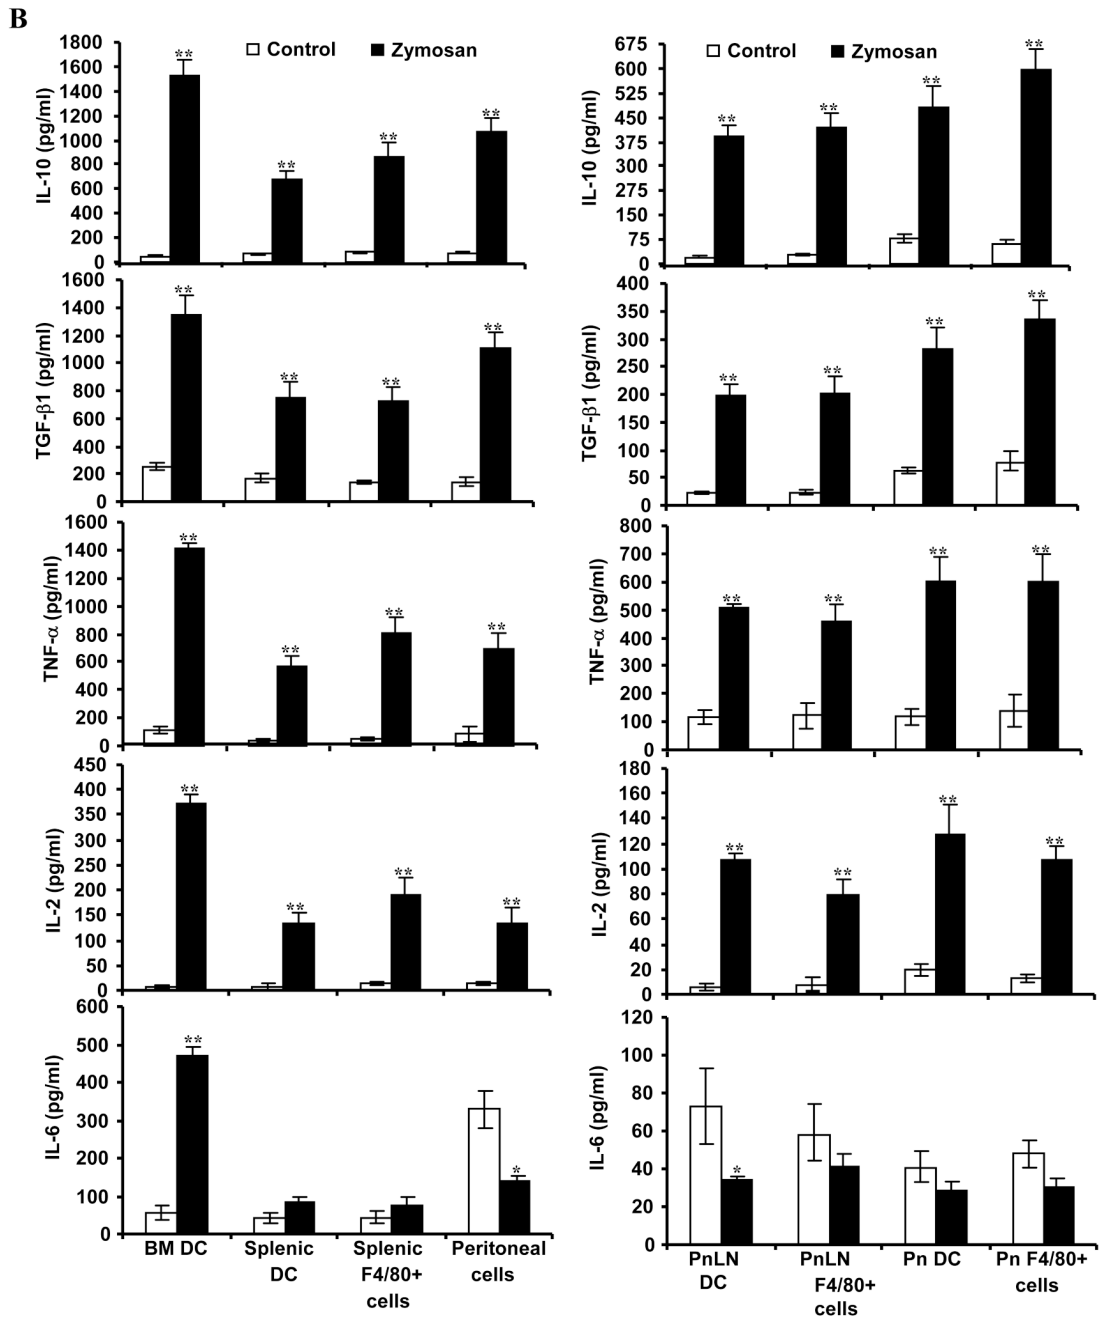 B
Control Zymosan
IL-10 (pg/ml)
1800
1600
1400
1200
1000
800
600
400
200
0
** ** ** **
Control Zymosan
IL-10 (pg/ml)
675
600
525
450
375
300
225
150
75
0
** ** ** **
TGF-β1 (pg/ml)
1600
1400
1200
1000
800
600
400
200
0
** ** ** **
TGF-β1 (pg/ml)
400
350
300
250
200
150
100
50
0
** ** ** **
TNF-α (pg/ml)
1600
1400
1200
1000
800
600
400
200
0
** ** ** **
TNF-α (pg/ml)
800
700
600
500
400
300
200
100
0
** ** ** **
IL-2 (pg/ml)
450
400
350
300
250
200
150
100
50
0
** ** ** **
IL-2 (pg/ml)
180
160
140
120
100
80
60
40
20
0
** ** ** **
IL-6 (pg/ml)
600
500
400
300
200
100
0
** *
BM DC
Splenic
DC
Splenic
F4/80+
cells
Peritoneal
cells
IL-6 (pg/ml)
120
100
80
60
40
20
0
*
PnLN
DC
PnLN
F4/80+
cells
Pn DC
Pn F4/80+
cells